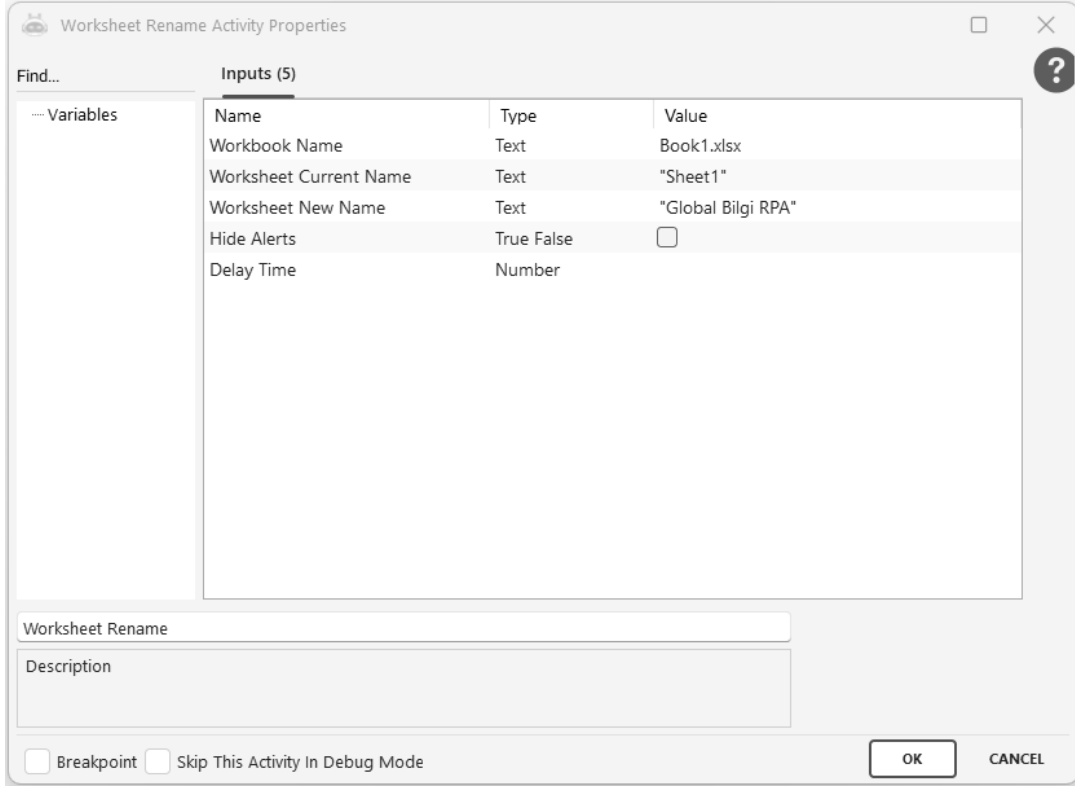 Worksheet Rename Activity Properties
Find...
Inputs (5)
?
Variables
Name Type Value
Workbook Name Text Book1.xlsx
Worksheet Current Name Text "Sheet1"
Worksheet New Name Text "Global Bilgi RPA"
Hide Alerts True False
Delay Time Number
Worksheet Rename
Description
Breakpoint Skip This Activity In Debug Mode OK CANCEL